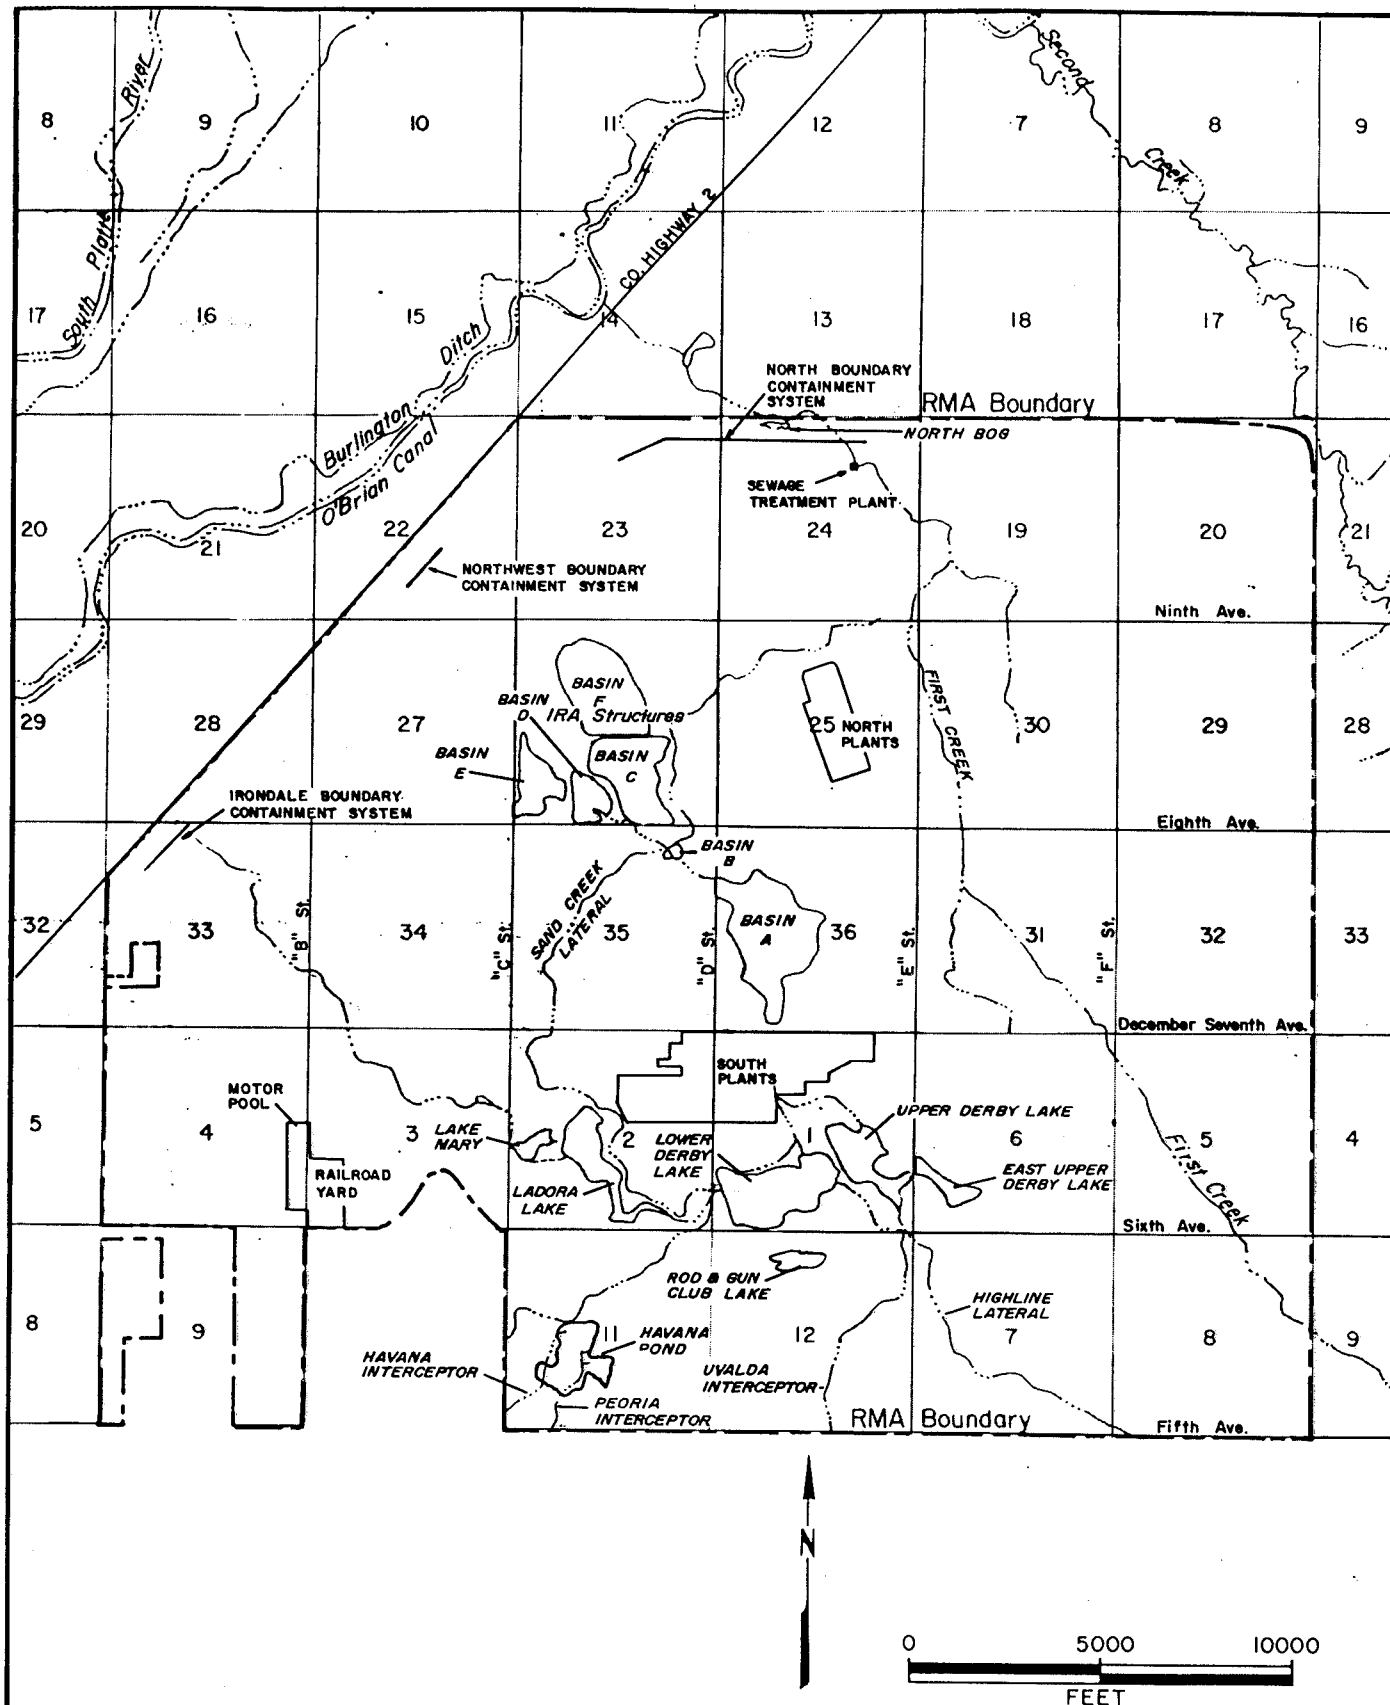 8
9
10
11
12
7
8
9
South Platte River
Second Creek
CO. HIGHWAY 2
17
16
15
14
13
18
17
16
Burlington Ditch
O'Brian Canal
NORTH BOUNDARY
CONTAINMENT
SYSTEM
RMA Boundary
NORTH BOG
SEWAGE
TREATMENT PLANT
20
21
22
23
24
19
20
21
NORTHWEST BOUNDARY
CONTAINMENT SYSTEM
Ninth Ave.
BASIN
F
BASIN
D
IRA Structures
29
28
27
25
30
29
28
NORTH
PLANTS
FIRST CREEK
BASIN
E
BASIN
C
IRONDALE BOUNDARY
CONTAINMENT SYSTEM
Eighth Ave.
BASIN
B
SAND CREEK
LATERAL
BASIN
A
32
33
34
35
36
31
32
33
"B" St.
"C" St.
"D" St.
"E" St.
"F" St.
December Seventh Ave.
SOUTH
PLANTS
MOTOR
POOL
UPPER DERBY LAKE
5
4
3
2
1
6
5
4
LAKE
MARY
LOWER
DERBY
LAKE
RAILROAD
YARD
LADORA
LAKE
EAST UPPER
DERBY LAKE
First Creek
Sixth Ave.
ROD & GUN
CLUB LAKE
HIGHLINE
LATERAL
8
9
11
12
7
8
9
HAVANA
POND
HAVANA
INTERCEPTOR
UVALDA
INTERCEPTOR
PEORIA
INTERCEPTOR
RMA Boundary
Fifth Ave.
N
0 5000 10000
FEET